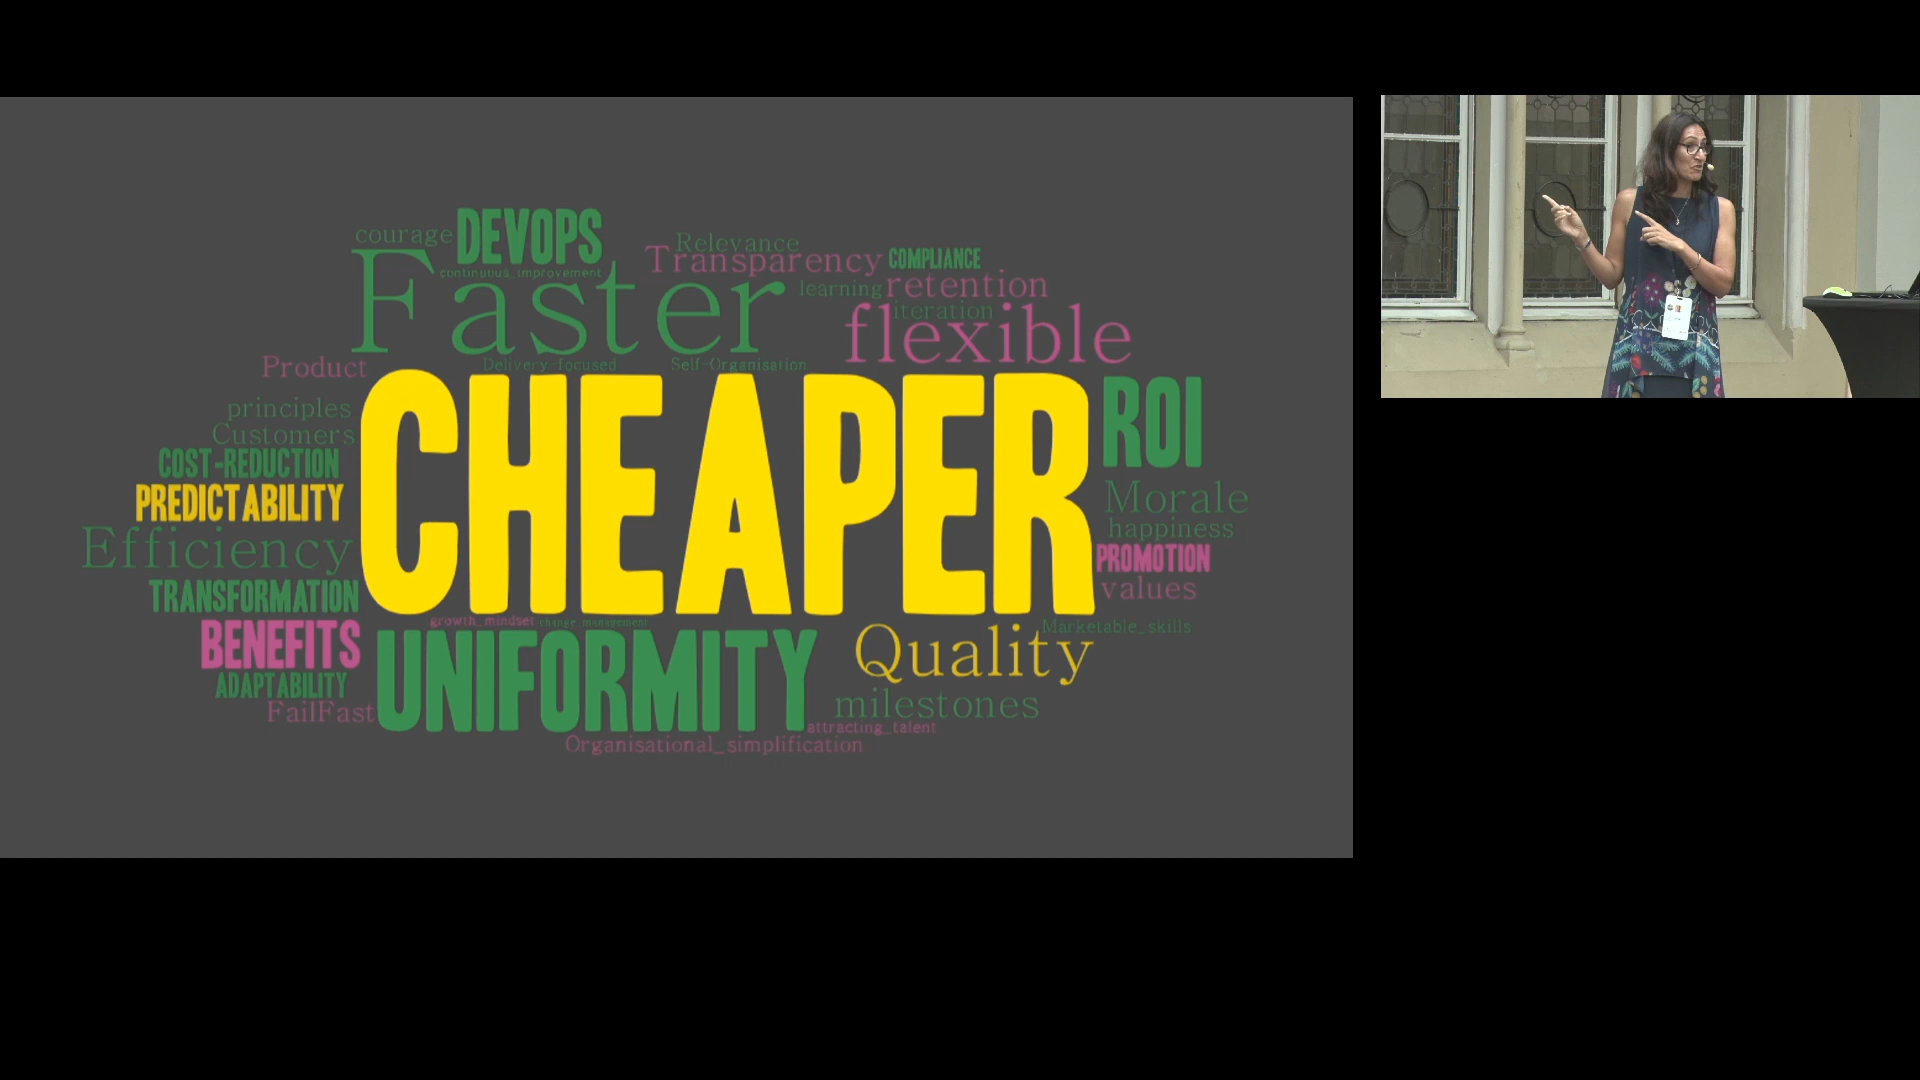 courage
DEVOPS
Relevance
Transparency
COMPLIANCE
continuous_improvement
Faster
learning
retention
iteration
flexible
Product
Delivery-focused
Self-Organisation
principles
Customers
COST-REDUCTION
PREDICTABILITY
Efficiency
TRANSFORMATION
BENEFITS
ADAPTABILITY
FailFast
CHEAPER
ROI
Morale
happiness
PROMOTION
values
growth_mindset
change_management
Marketable_skills
UNIFORMITY
Quality
milestones
attracting_talent
Organisational_simplification